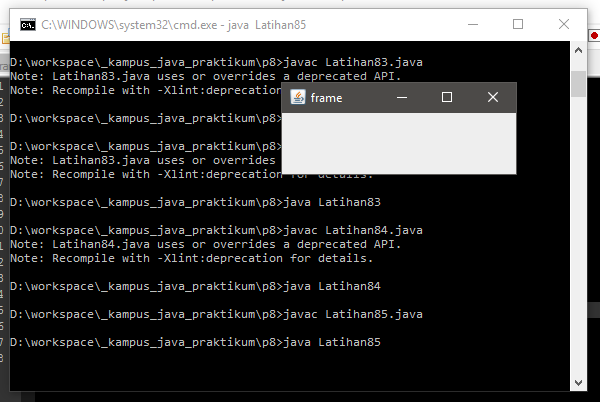 C:\WINDOWS\system32\cmd.exe - java  Latihan85
D:\workspace\_kampus_java_praktikum\p8>javac Latihan83.java
Note: Latihan83.java uses or overrides a deprecated API.
Note: Recompile with -Xlint:deprecation
frame
D:\workspace\_kampus_java_praktikum\p8>
D:\workspace\_kampus_java_praktikum\p8>
Note: Latihan83.java uses or overrides
Note: Recompile with -Xlint:deprecation for details.
D:\workspace\_kampus_java_praktikum\p8>java Latihan83
D:\workspace\_kampus_java_praktikum\p8>javac Latihan84.java
Note: Latihan84.java uses or overrides a deprecated API.
Note: Recompile with -Xlint:deprecation for details.
D:\workspace\_kampus_java_praktikum\p8>java Latihan84
D:\workspace\_kampus_java_praktikum\p8>javac Latihan85.java
D:\workspace\_kampus_java_praktikum\p8>java Latihan85